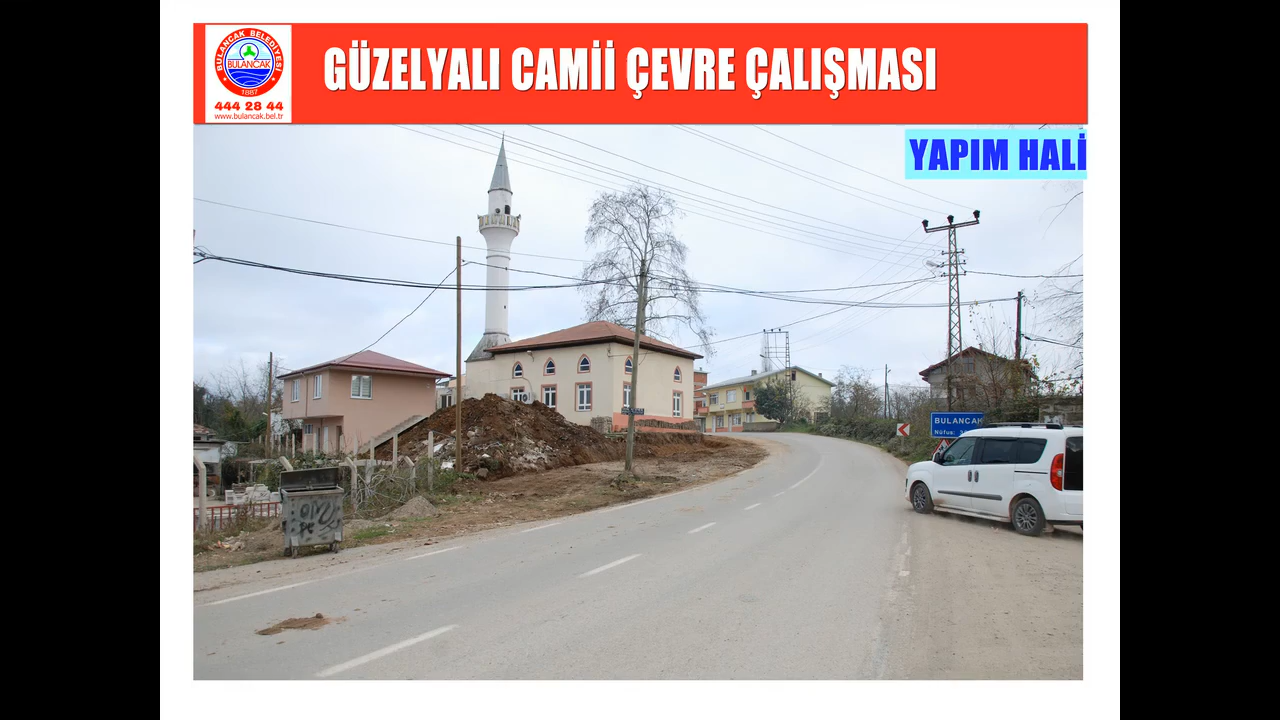 BULANCAK BELEDİYESİ
BULANCAK
1887
444 28 44
www.bulancak.bel.tr
GÜZELYALI CAMİİ ÇEVRE ÇALIŞMASI
YAPIM HALİ
BULANCAK
Nüfus: